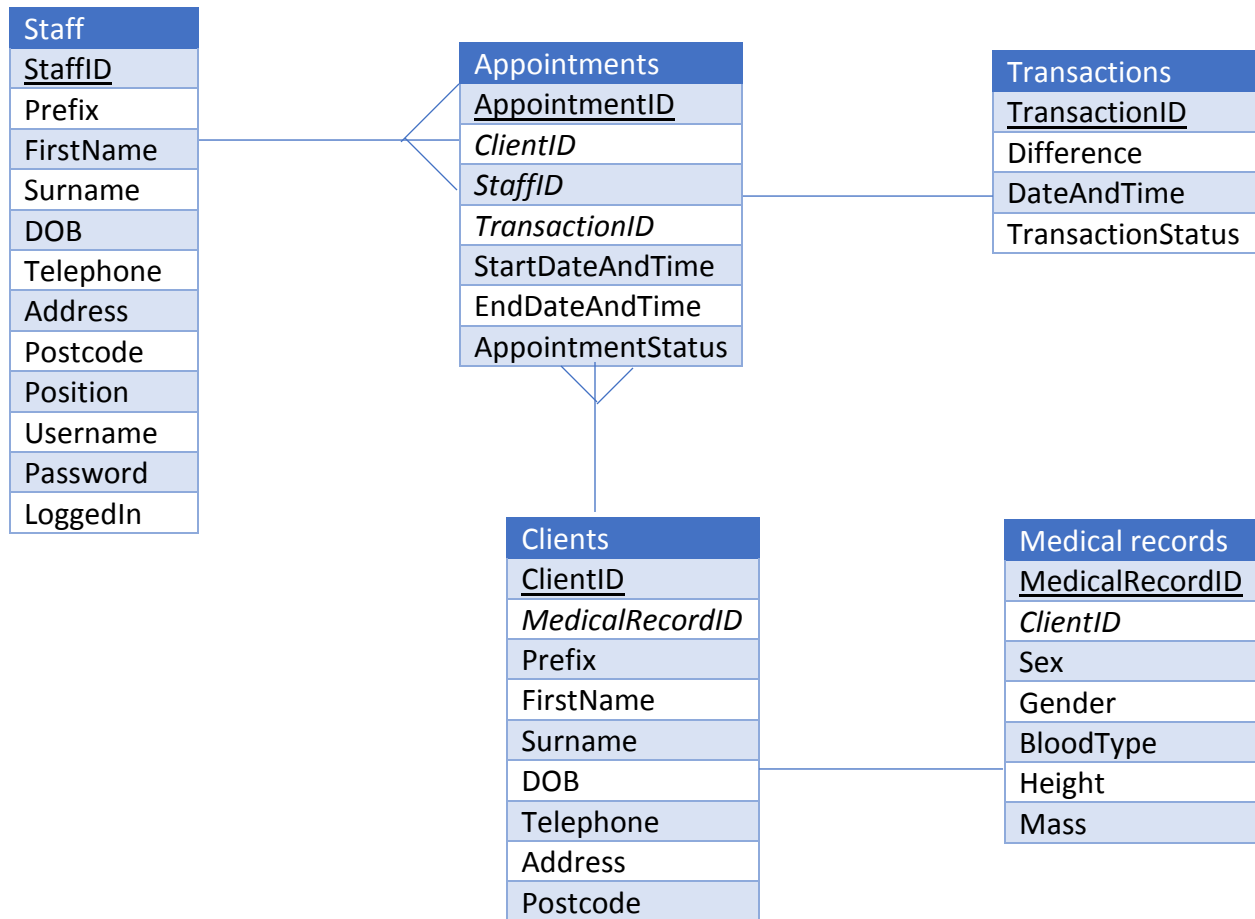 Staff
StaffID
Prefix
FirstName
Surname
DOB
Telephone
Address
Postcode
Position
Username
Password
LoggedIn
Appointments
AppointmentID
ClientID
StaffID
TransactionID
StartDateAndTime
EndDateAndTime
AppointmentStatus
Transactions
TransactionID
Difference
DateAndTime
TransactionStatus
Clients
ClientID
MedicalRecordID
Prefix
FirstName
Surname
DOB
Telephone
Address
Postcode
Medical records
MedicalRecordID
ClientID
Sex
Gender
BloodType
Height
Mass